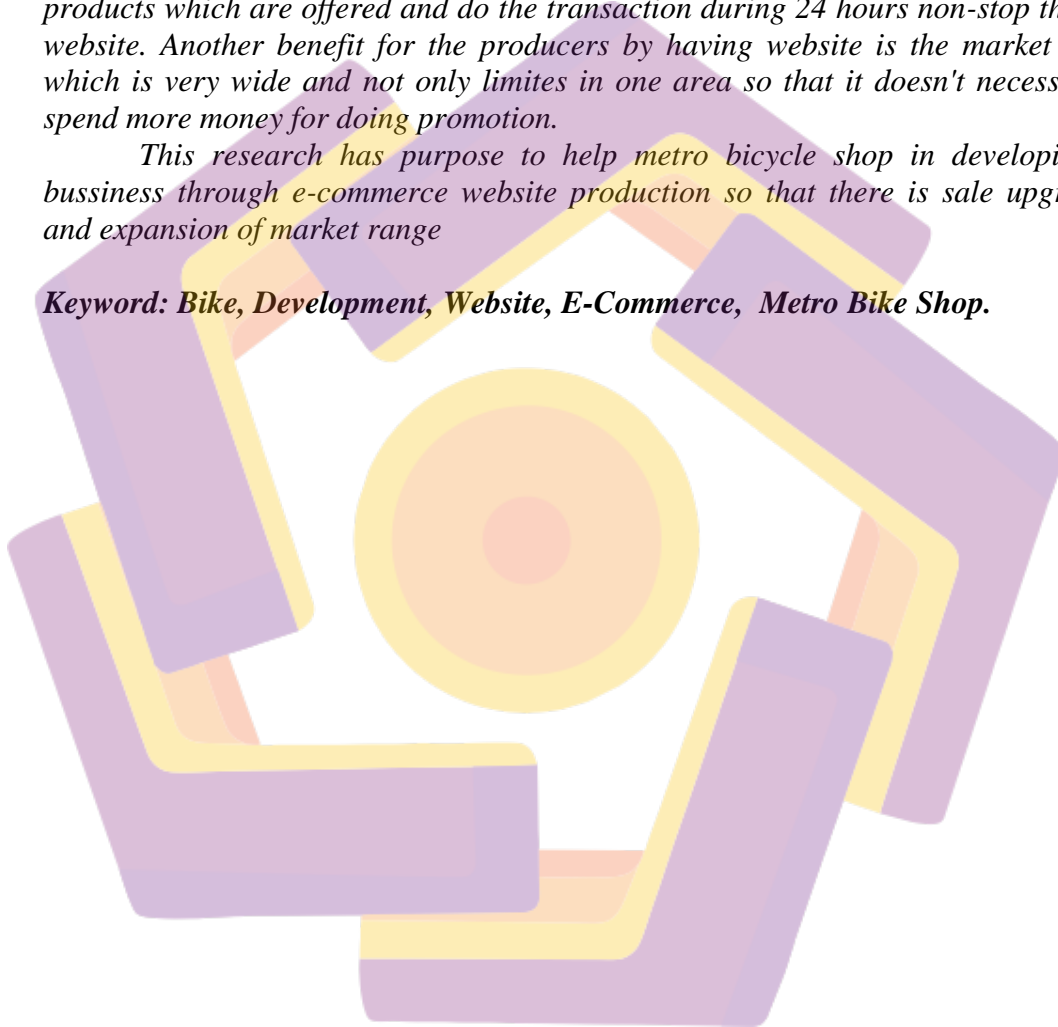 products which are offered and do the transaction during 24 hours non-stop th
website. Another benefit for the producers by having website is the market
which is very wide and not only limites in one area so that it doesn't necess
spend more money for doing promotion.
This research has purpose to help metro bicycle shop in developi
bussiness through e-commerce website production so that there is sale upg
and expansion of market range
Keyword: Bike, Development, Website, E-Commerce, Metro Bike Shop.